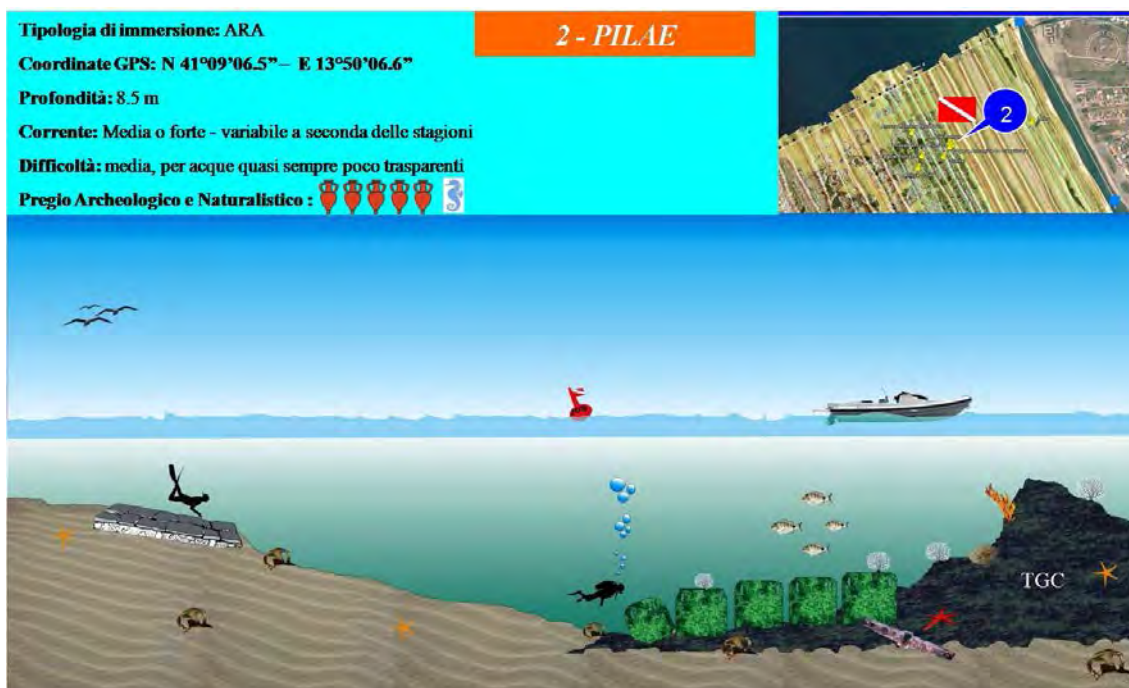 Tipologia di immersione: ARA
2 - PILAE
Coordinate GPS: N 41°09’06.5” – E 13°50’06.6”
Profondità: 8.5 m
Corrente: Media o forte - variabile a seconda delle stagioni
Difficoltà: media, per acque quasi sempre poco trasparenti
Pregio Archeologico e Naturalistico :
2
TGC